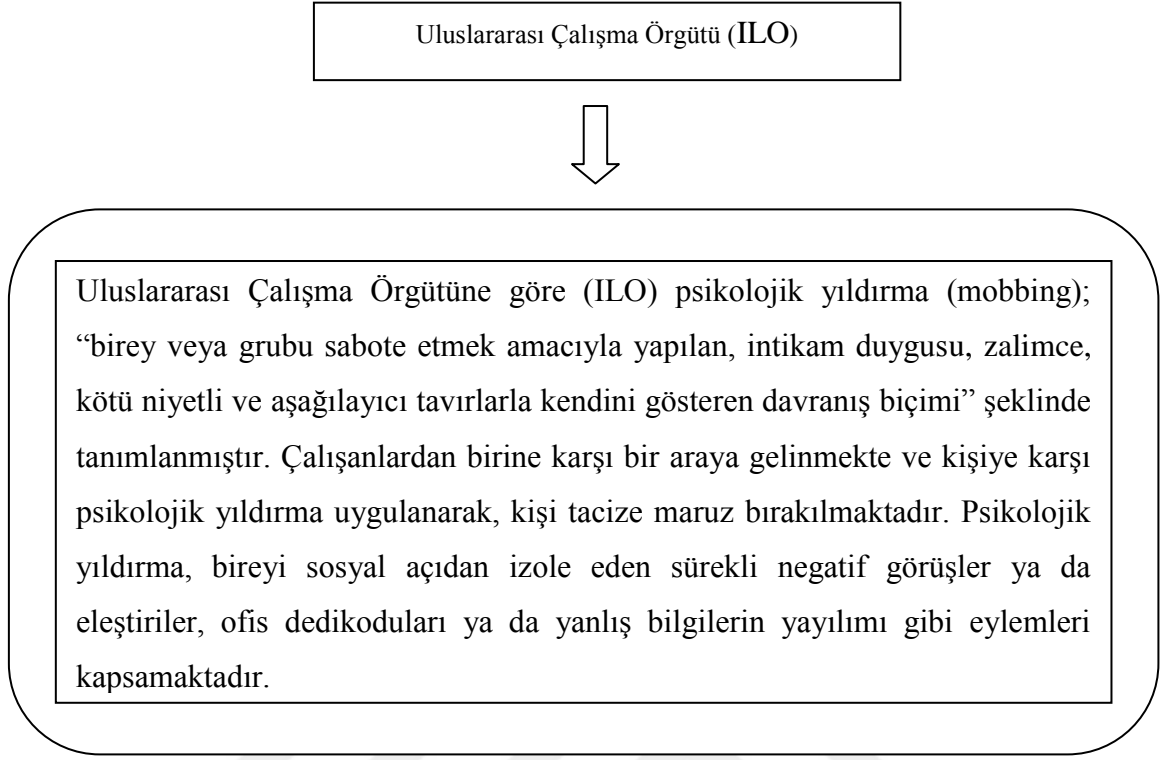 Uluslararası Çalışma Örgütü (ILO)
Uluslararası Çalışma Örgütüne göre (ILO) psikolojik yıldırma (mobbing);
“birey veya grubu sabote etmek amacıyla yapılan, intikam duygusu, zalimce,
kötü niyetli ve aşağılayıcı tavırlarla kendini gösteren davranış biçimi” şeklinde
tanımlanmıştır. Çalışanlardan birine karşı bir araya gelinmekte ve kişiye karşı
psikolojik yıldırma uygulanarak, kişi tacize maruz bırakılmaktadır. Psikolojik
yıldırma, bireyi sosyal açıdan izole eden sürekli negatif görüşler ya da
eleştiriler, ofis dedikoduları ya da yanlış bilgilerin yayılımı gibi eylemleri
kapsamaktadır.